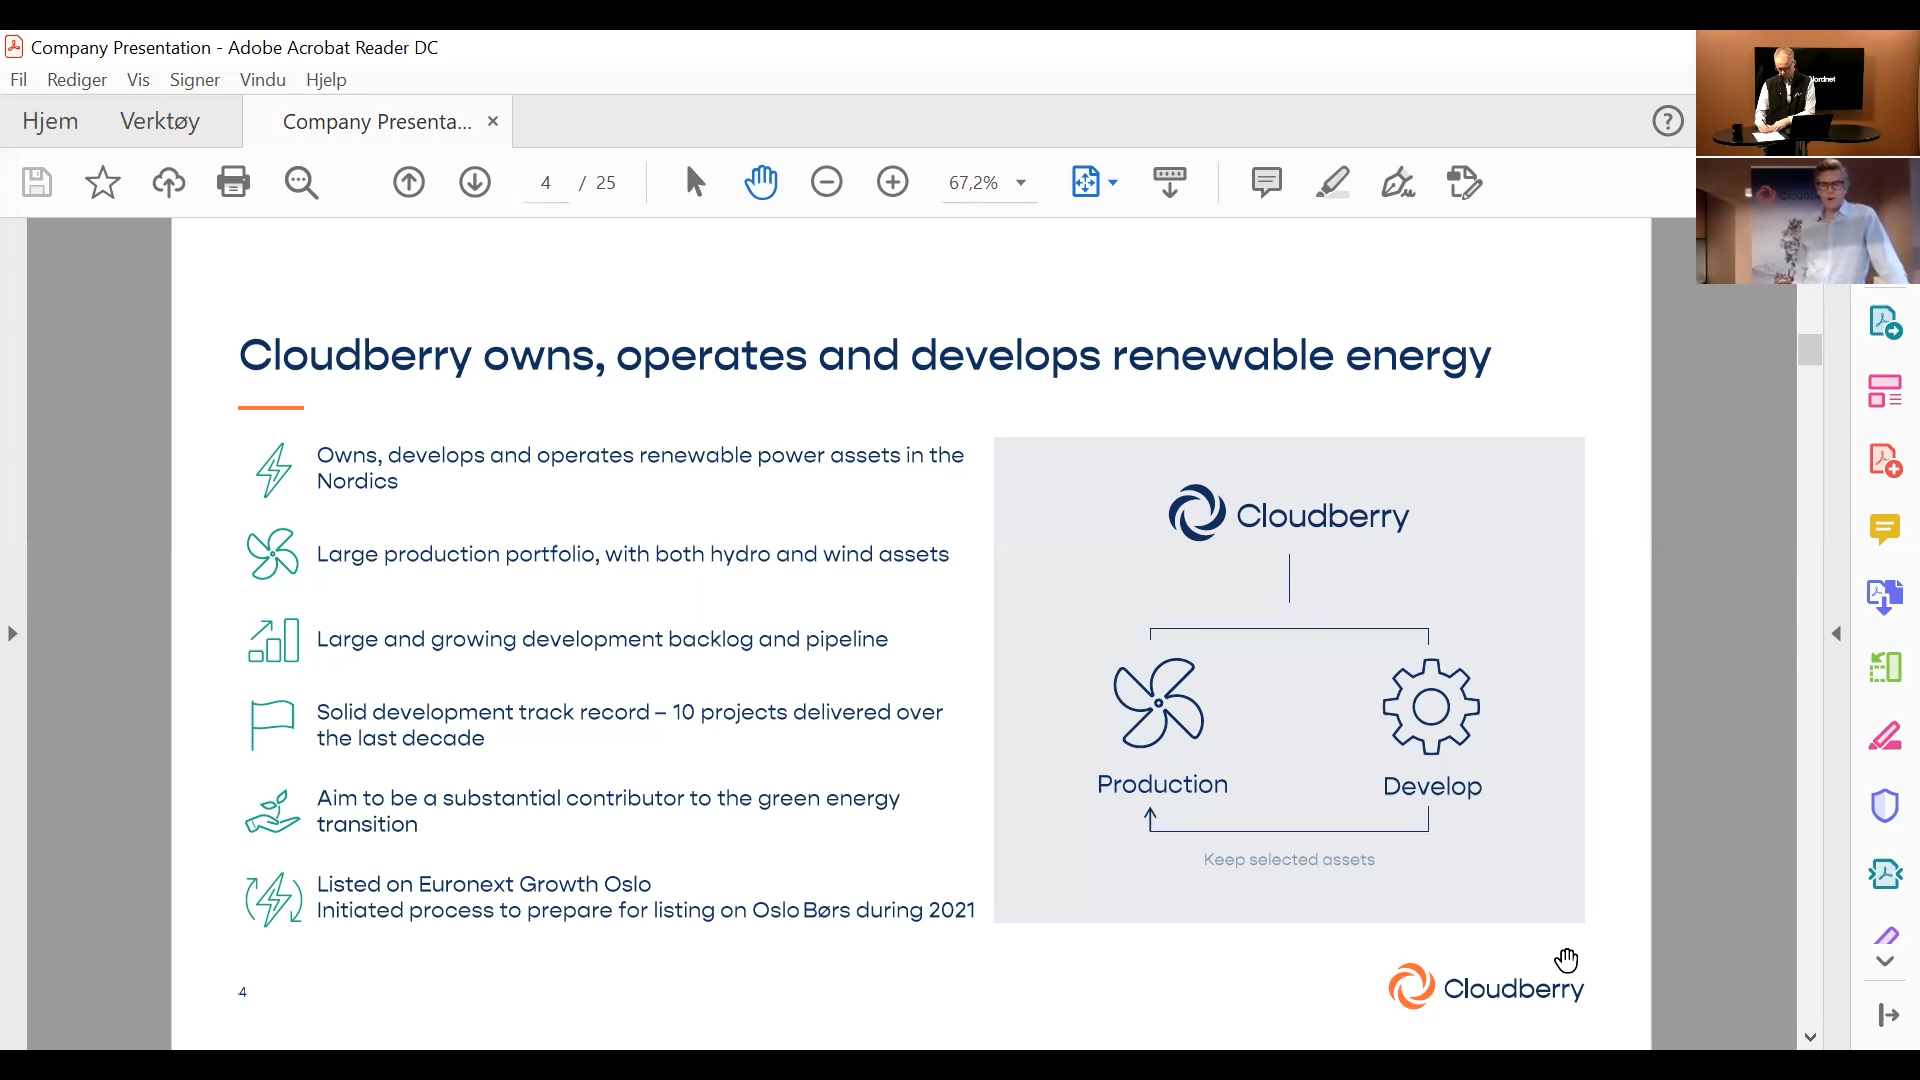 Company Presentation - Adobe Acrobat Reader DC
Fil Rediger Vis Signer Vindu Hjelp
Hjem Verktøy Company Presenta... ×
4 / 25 67,2%
Cloudberry owns, operates and develops renewable energy
Owns, develops and operates renewable power assets in the
Nordics
Large production portfolio, with both hydro and wind assets
Large and growing development backlog and pipeline
Solid development track record – 10 projects delivered over
the last decade
Aim to be a substantial contributor to the green energy
transition
Listed on Euronext Growth Oslo
Initiated process to prepare for listing on Oslo Børs during 2021
Cloudberry
Production
Develop
Keep selected assets
4
Cloudberry